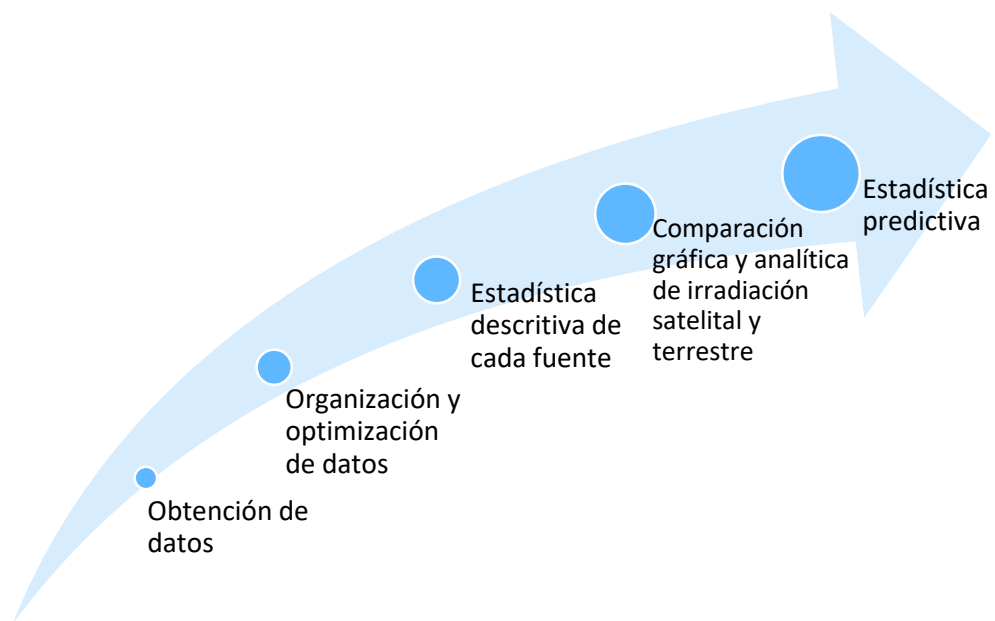 Obtención de
datos
Organización y
optimización
de datos
Estadística
descritiva de
cada fuente
Comparación
gráfica y analítica
de irradiación
satelital y
terrestre
Estadística
predictiva